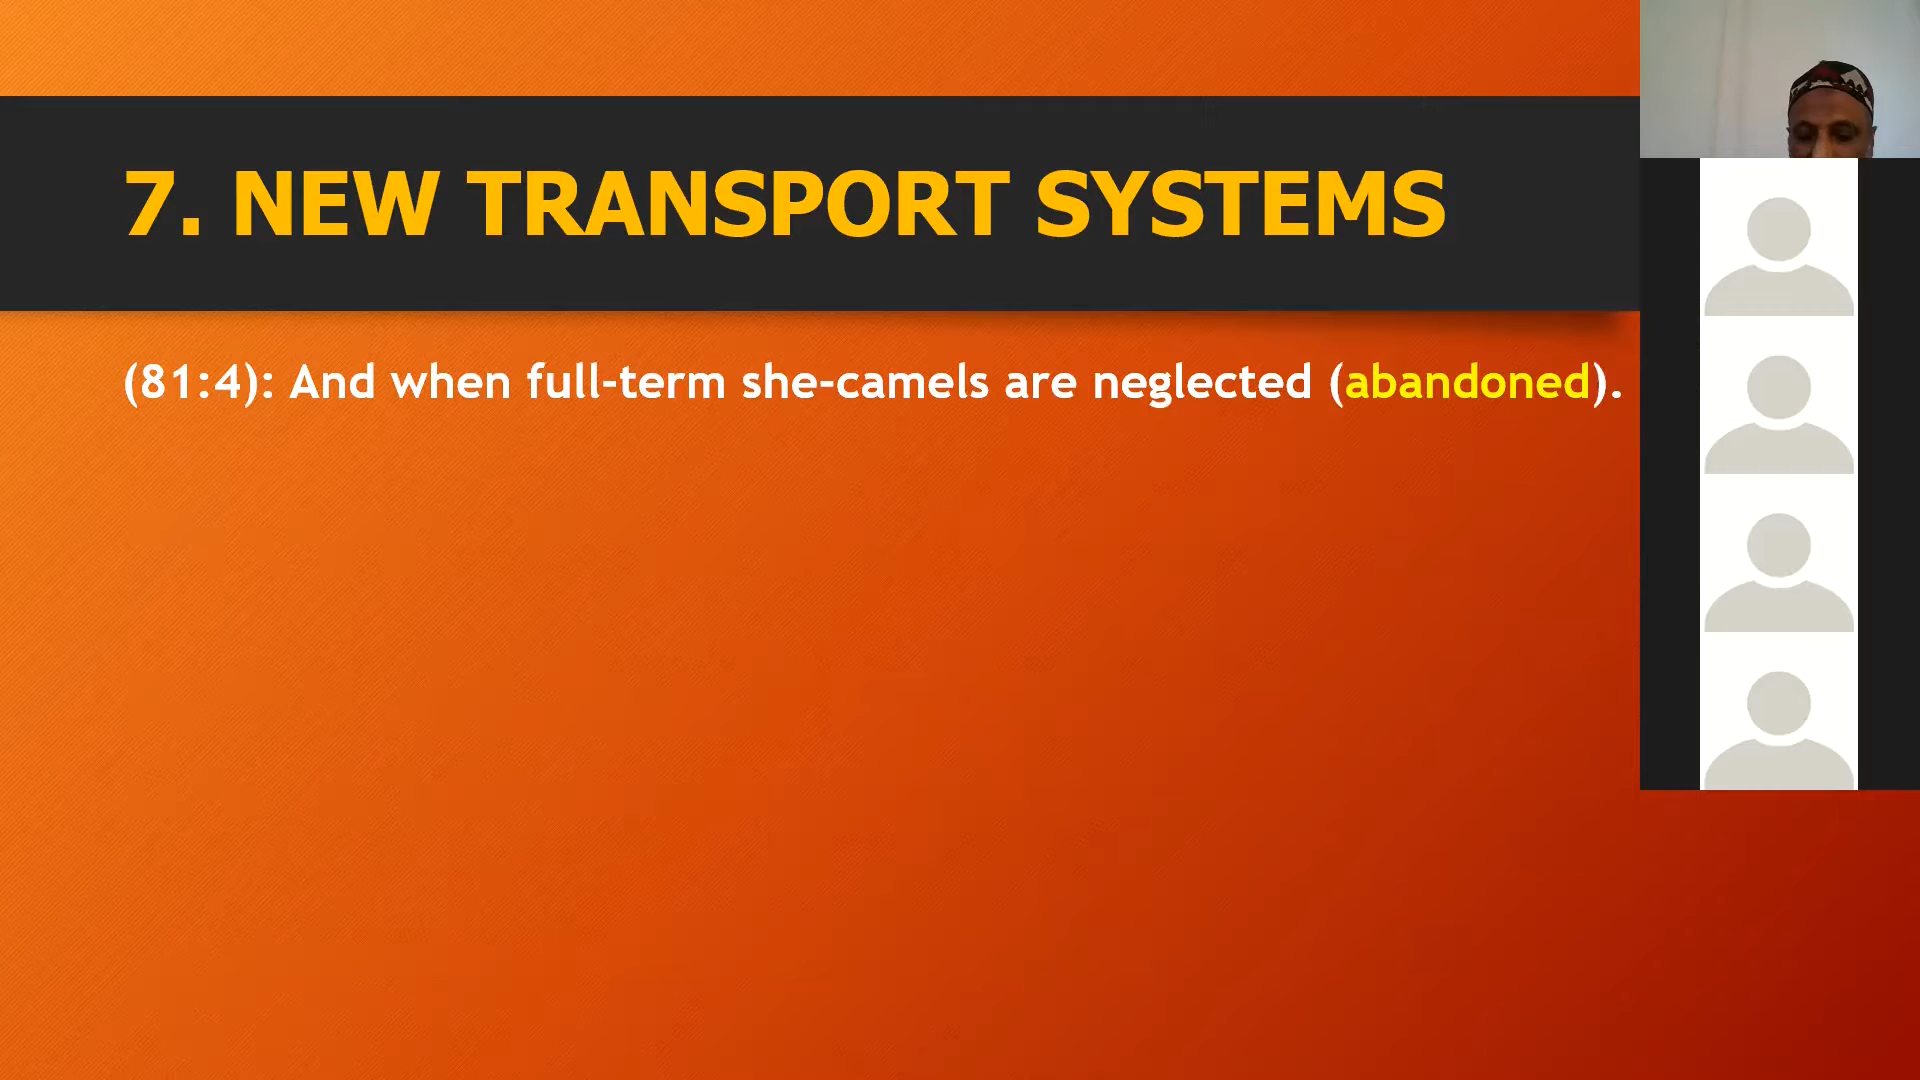 7. NEW TRANSPORT SYSTEMS
(81:4): And when full-term she-camels are neglected (abandoned).